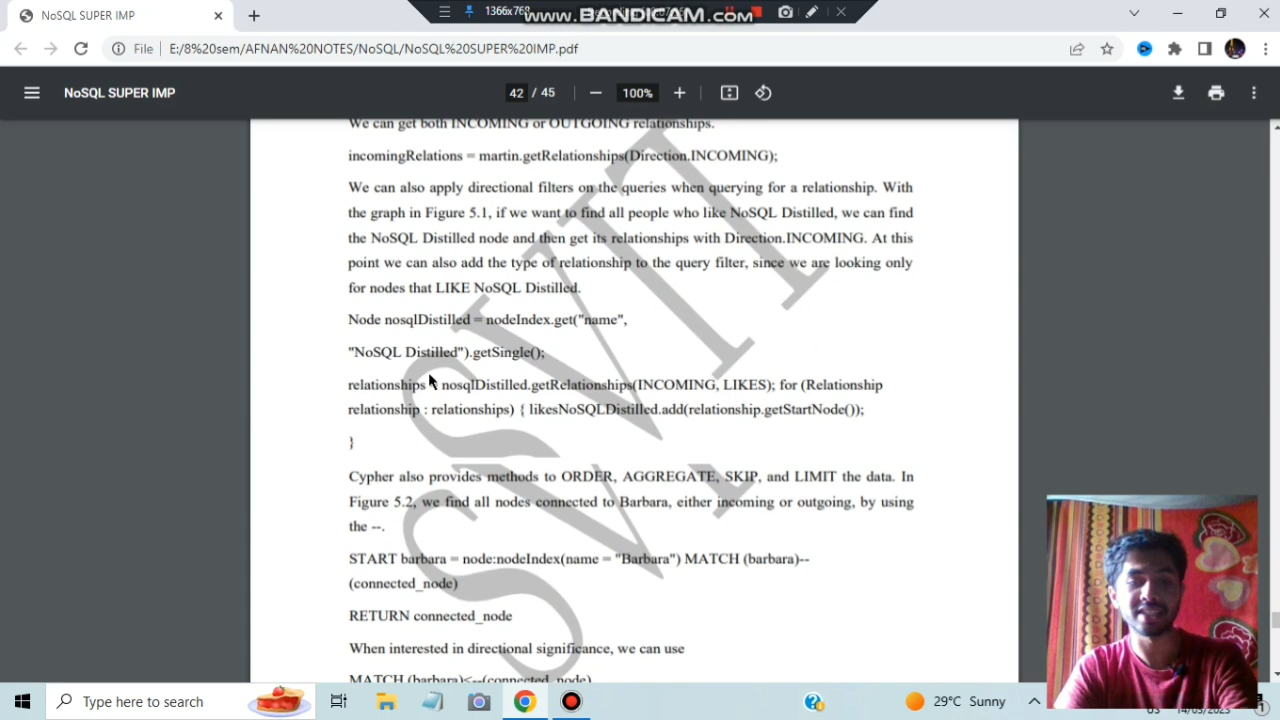 NoSQL SUPER IMP
1366x768
www.BANDICAM.com
File
E:/8%20sem/AFNAN%20NOTES/NoSQL/NoSQL%20SUPER%20IMP.pdf
NoSQL SUPER IMP
42 / 45
100%
We can get both INCOMING or OUTGOING relationships.
incomingRelations = martin.getRelationships(Direction.INCOMING);
We can also apply directional filters on the queries when querying for a relationship. With
the graph in Figure 5.1, if we want to find all people who like NoSQL Distilled, we can find
the NoSQL Distilled node and then get its relationships with Direction.INCOMING. At this
point we can also add the type of relationship to the query filter, since we are looking only
for nodes that LIKE NoSQL Distilled.
Node nosqlDistilled = nodeIndex.get("name",
"NoSQL Distilled").getSingle();
relationships = nosqlDistilled.getRelationships(INCOMING, LIKES); for (Relationship
relationship : relationships) { likesNoSQLDistilled.add(relationship.getStartNode());
}
Cypher also provides methods to ORDER, AGGREGATE, SKIP, and LIMIT the data. In
Figure 5.2, we find all nodes connected to Barbara, either incoming or outgoing, by using
the --.
START barbara = node:nodeIndex(name = "Barbara") MATCH (barbara)--
(connected_node)
RETURN connected_node
When interested in directional significance, we can use
MATCH (barbara)<--(connected_node)
SVIT
Type here to search
29°C Sunny
14/05/2023